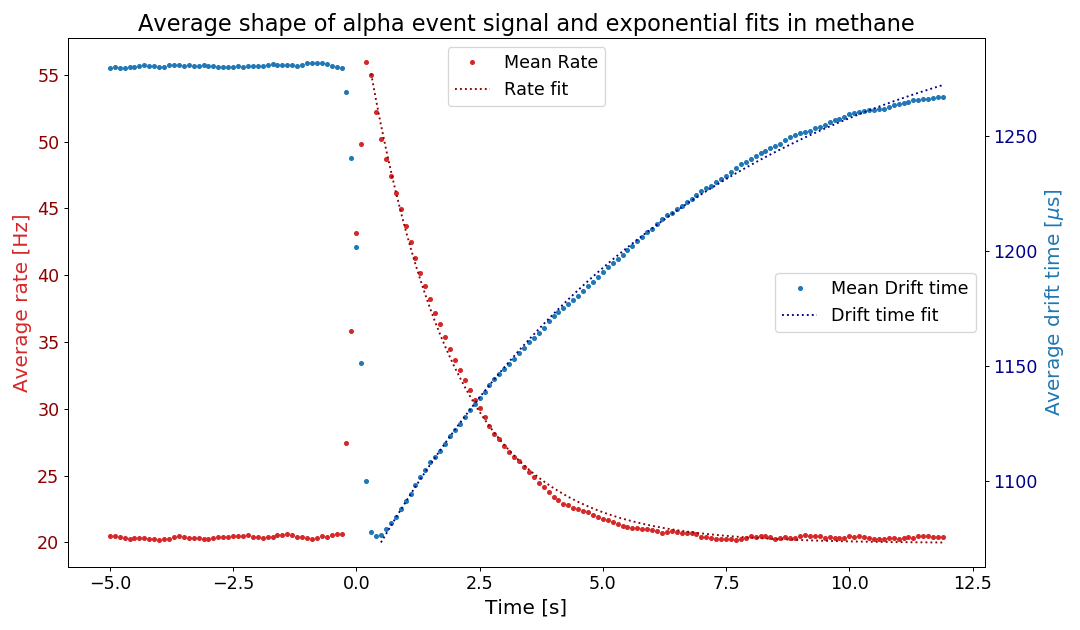 Average shape of alpha event signal and exponential fits in methane
Mean Rate
Rate fit
Mean Drift time
Drift time fit
Average rate [Hz]
55
50
45
40
35
30
25
20
Average drift time [μs]
1250
1200
1150
1100
−5.0 −2.5 0.0 2.5 5.0 7.5 10.0 12.5
Time [s]